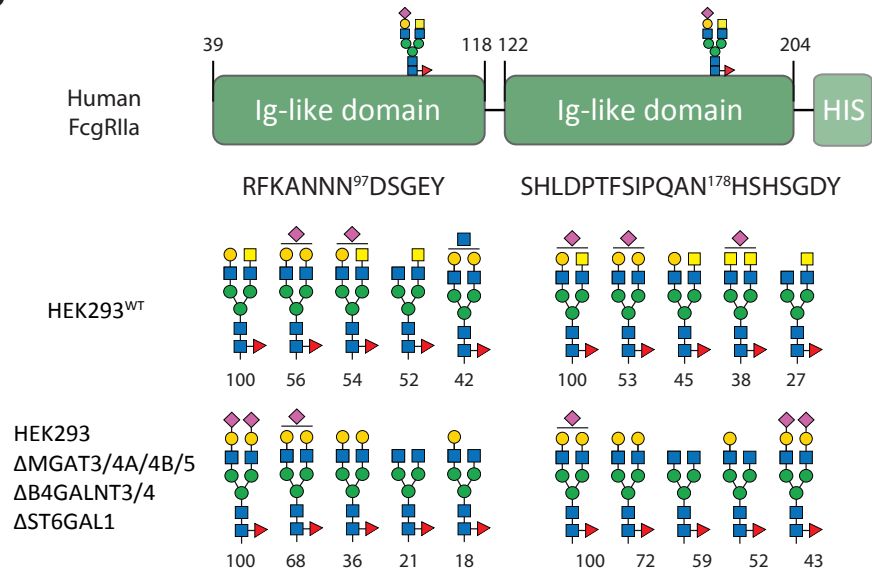 39 118 122 204
Human
FcgRIIa
Ig-like domain Ig-like domain HIS
RFKANNN⁹⁷DSGEY SHLDPTFSIPQAN¹⁷⁸HSHSGDY
HEK293ᵂᵀ
100 56 54 52 42 100 53 45 38 27
HEK293
ΔMGAT3/4A/4B/5
ΔB4GALNT3/4
ΔST6GAL1
100 68 36 21 18 100 72 59 52 43